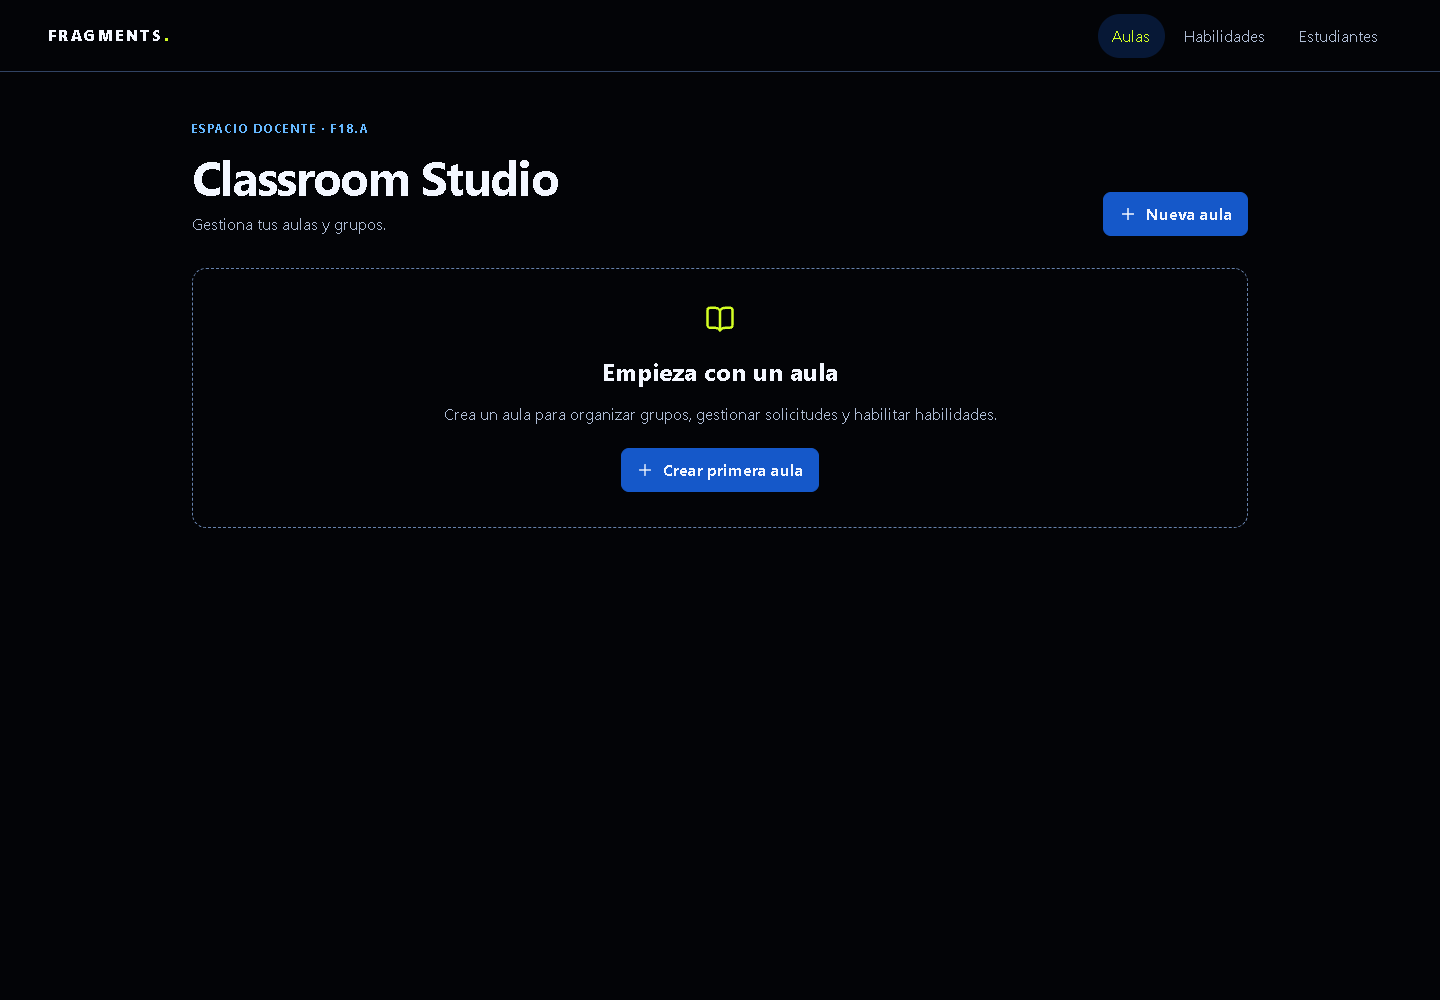 FRAGMENTS.
Aulas
Habilidades
Estudiantes
ESPACIO DOCENTE · F18.A
Classroom Studio
Gestiona tus aulas y grupos.
Nueva aula
Empieza con un aula
Crea un aula para organizar grupos, gestionar solicitudes y habilitar habilidades.
Crear primera aula